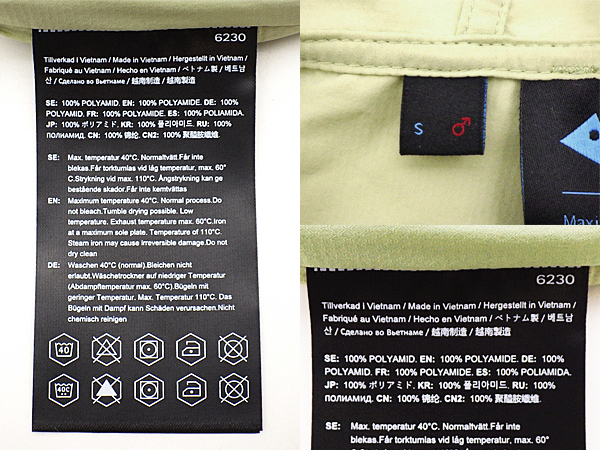 6230
Tillverkad I Vietnam / Made in Vietnam / Hergestellt in Vietnam /
Fabriqué au Vietnam / Hecho en Vietnam / ベトナム製 / 베트남
산 / Сделано во Вьетнаме / 越南制造 / 越南製造
SE: 100% POLYAMID. EN: 100% POLYAMIDE. DE: 100%
POLYAMID. FR: 100% POLYAMIDE. ES: 100% POLIAMIDA.
JP: 100% ポリアミド. KR: 100% 폴리아미드. RU: 100%
ПОЛИАМИД. CN: 100% 锦纶. CN2: 100% 聚醯胺纖維.
SE: Max. temperatur 40°C. Normaltvätt.Får inte
blekas.Får torktumlas vid låg temperatur, max. 60°
C.Strykning vid max. 110°C. Ångstrykning kan ge
bestående skador.Får inte kemtvättas
EN: Maximum temperature 40°C. Normal process.Do
not bleach.Tumble drying possible. Low
temperature. Exhaust temperature max. 60°C.Iron
at a maximum sole plate. Temperature of 110°C.
Steam iron may cause irreversible damage.Do not
dry clean
DE: Waschen 40°C (normal).Bleichen nicht
erlaubt.Wäschetrockner auf niedriger Temperatur
(Abdampftemperatur max. 60°C).Bügeln mit
geringer Temperatur. Max. Temperatur 110°C. Das
Bügeln mit Dampf kann Schäden verursachen.Nicht
chemisch reinigen
40
40C
S ♂
Maxi
6230
Tillverkad I Vietnam / Made in Vietnam / Hergestellt in Vietnam /
Fabriqué au Vietnam / Hecho en Vietnam / ベトナム製 / 베트남
산 / Сделано во Вьетнаме / 越南制造 / 越南製造
SE: 100% POLYAMID. EN: 100% POLYAMIDE. DE: 100%
POLYAMID. FR: 100% POLYAMIDE. ES: 100% POLIAMIDA.
JP: 100% ポリアミド. KR: 100% 폴리아미드. RU: 100%
ПОЛИАМИД. CN: 100% 锦纶. CN2: 100% 聚醯胺纖維.
SE: Max. temperatur 40°C. Normaltvätt.Får inte
blekas.Får torktumlas vid låg temperatur, max. 60°